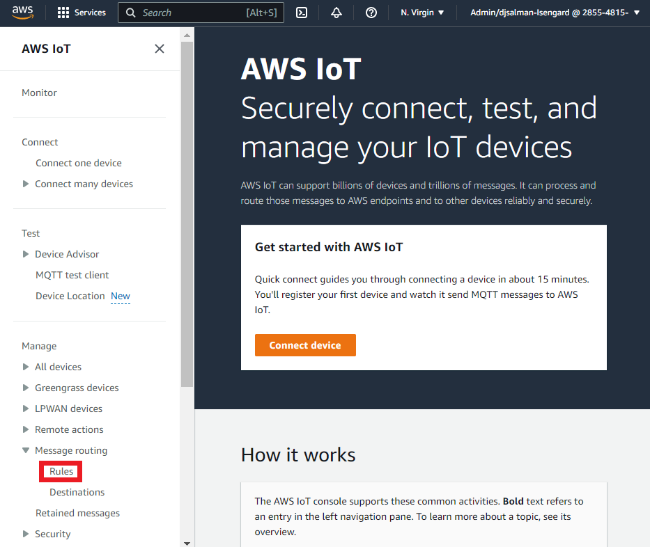 aws
Services
Search [Alt+S]
N. Virgin
Admin/djsalman-Isengard @ 2855-4815-
AWS IoT
Monitor
Connect
Connect one device
Connect many devices
Test
Device Advisor
MQTT test client
Device Location New
Manage
All devices
Greengrass devices
LPWAN devices
Remote actions
Message routing
Rules
Destinations
Retained messages
Security
AWS IoT
Securely connect, test, and
manage your IoT devices
AWS IoT can support billions of devices and trillions of messages. It can process and
route those messages to AWS endpoints and to other devices reliably and securely.
Get started with AWS IoT
Quick connect guides you through connecting a device in about 15 minutes.
You'll register your first device and watch it send MQTT messages to AWS
IoT.
Connect device
How it works
The AWS IoT console supports these common activities. Bold text refers to
an entry in the left navigation pane. To learn more about a topic, see its
overview.